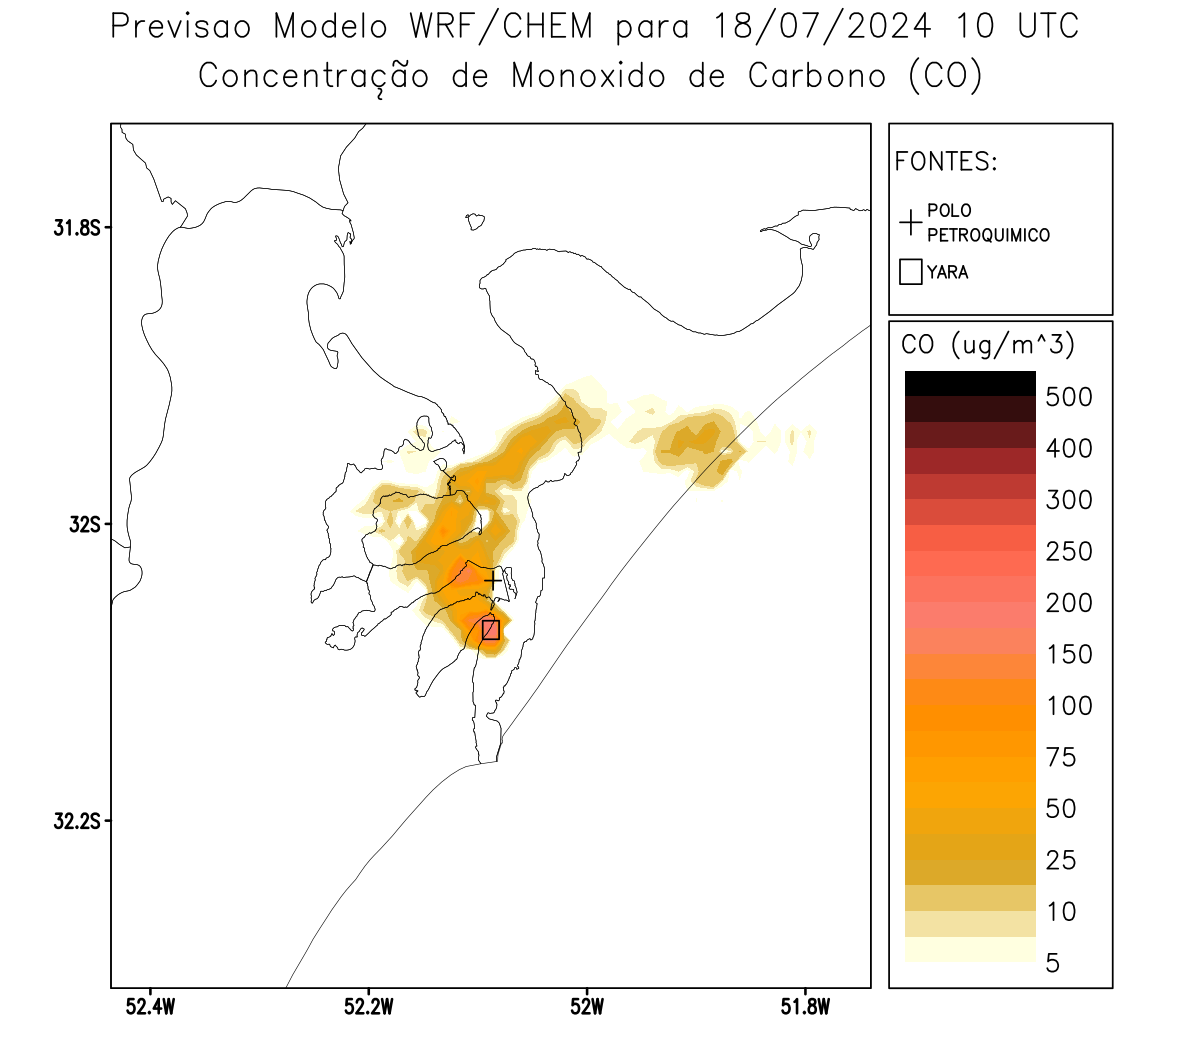 Previsao Modelo WRF/CHEM para 18/07/2024 10 UTC
Concentração de Monoxido de Carbono (CO)
FONTES:
POLO
PETROQUIMICO
YARA
CO (ug/m^3)
500
400
300
250
200
150
100
75
50
25
10
5
31.8S
32S
32.2S
52.4W
52.2W
52W
51.8W